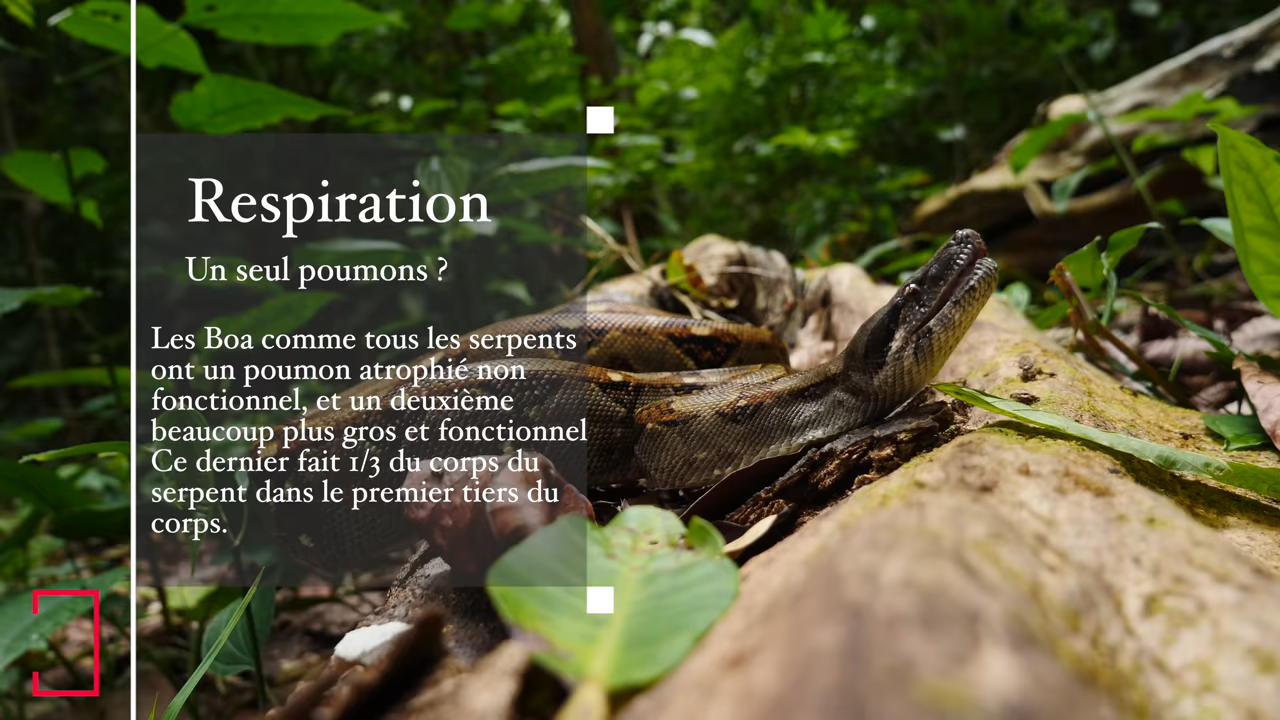 Respiration
Un seul poumons ?
Les Boa comme tous les serpents
ont un poumon atrophié non
fonctionnel, et un deuxième
beaucoup plus gros et fonctionnel
Ce dernier fait 1/3 du corps du
serpent dans le premier tiers du
corps.